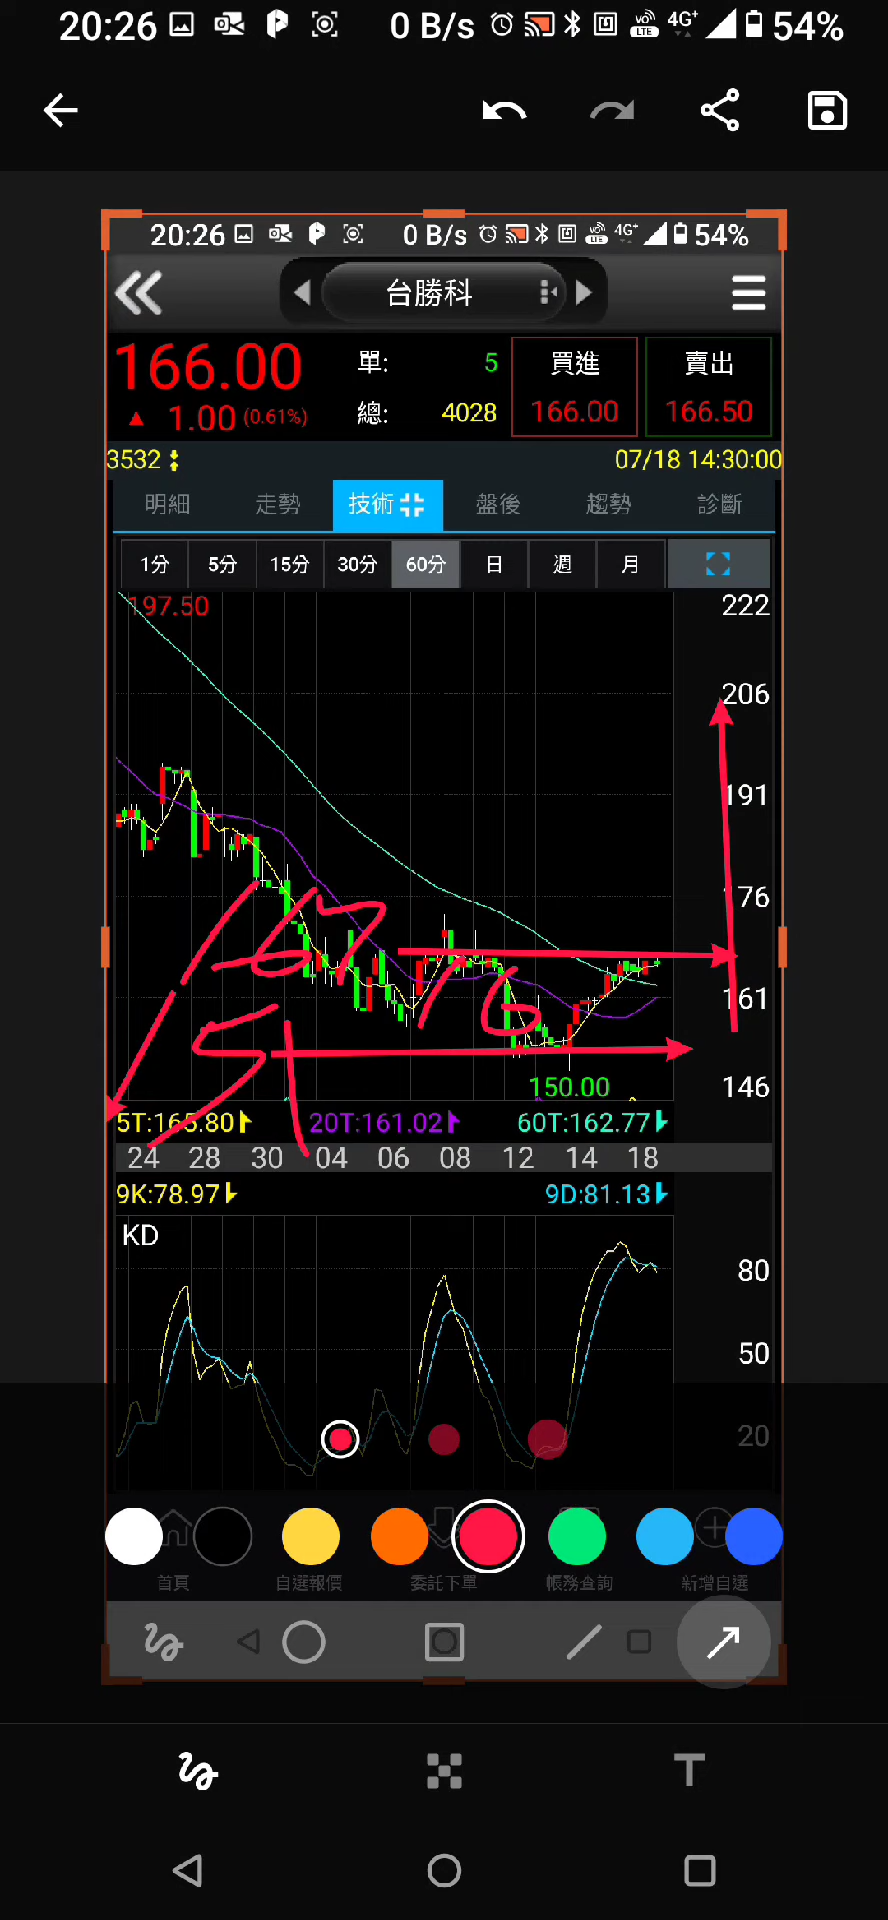 20:26 0 B/s 4G+ 54%
20:26 0 B/s 4G+ 54%
台勝科
166.00 單: 5 買進 賣出
▲ 1.00 (0.61%) 總: 4028 166.00 166.50
3532 07/18 14:30:00
明細 走勢 技術 盤後 趨勢 診斷
1分 5分 15分 30分 60分 日 週 月
197.50 222
206
191
176
161
150.00 146
5T:165.80 20T:161.02 60T:162.77
24 28 30 04 06 08 12 14 18
9K:78.97 9D:81.13
KD
80
50
20
首頁 自選報價 委託下單 帳務查詢 新增自選
T